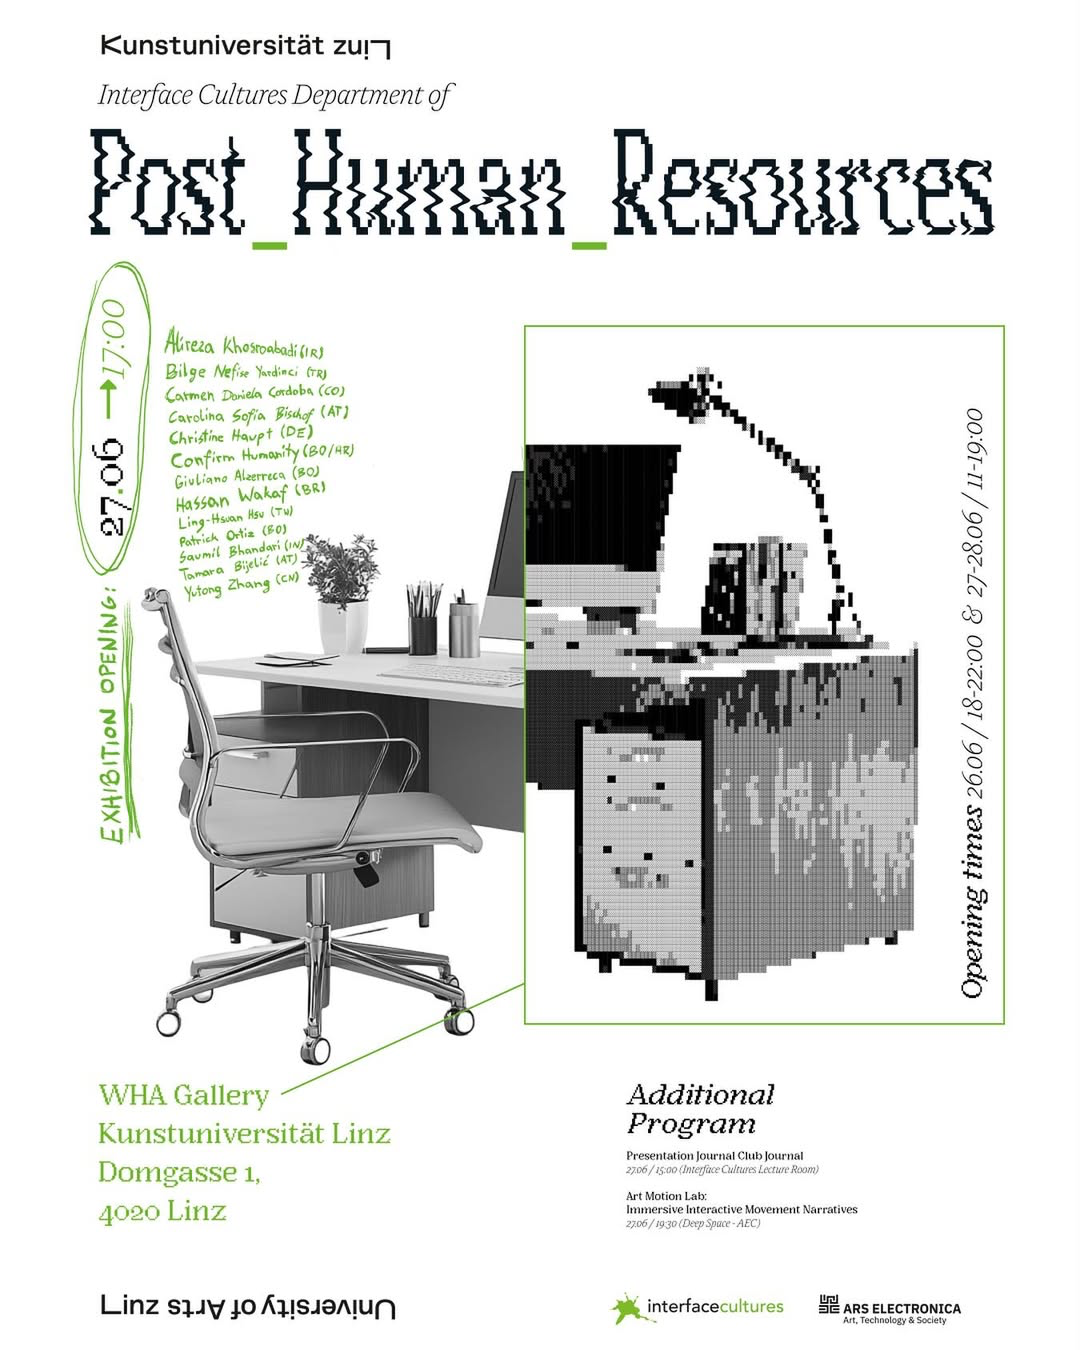 Kunstuniversität zuiL
Interface Cultures Department of
Post_Human_Resources
27.06 → 17:00
EXHIBITION OPENING:
Alireza Khosroabadi (IR)
Bilge Nefise Yardinci (TR)
Carmen Daniela Cordoba (CO)
Carolina Sofía Bischof (AT)
Christine Haupt (DE)
Confirm Humanity (BO/HR)
Giuliano Alzerreca (BO)
Hassan Wakaf (BR)
Ling-Hsuan Hsu (TW)
Patrick Ortiz (BO)
Saumil Bhandari (IN)
Tamara Bijelić (AT)
Yutong Zhang (CN)
Opening times 26.06 / 18-22:00 & 27-28.06 / 11-19:00
WHA Gallery
Kunstuniversität Linz
Domgasse 1,
4020 Linz
Additional
Program
Presentation Journal Club Journal
27.06 / 15:00 (Interface Cultures Lecture Room)
Art Motion Lab:
Immersive Interactive Movement Narratives
27.06 / 19:30 (Deep Space - AEC)
University of Arts Linz
interfacecultures
ARS ELECTRONICA
Art, Technology & Society